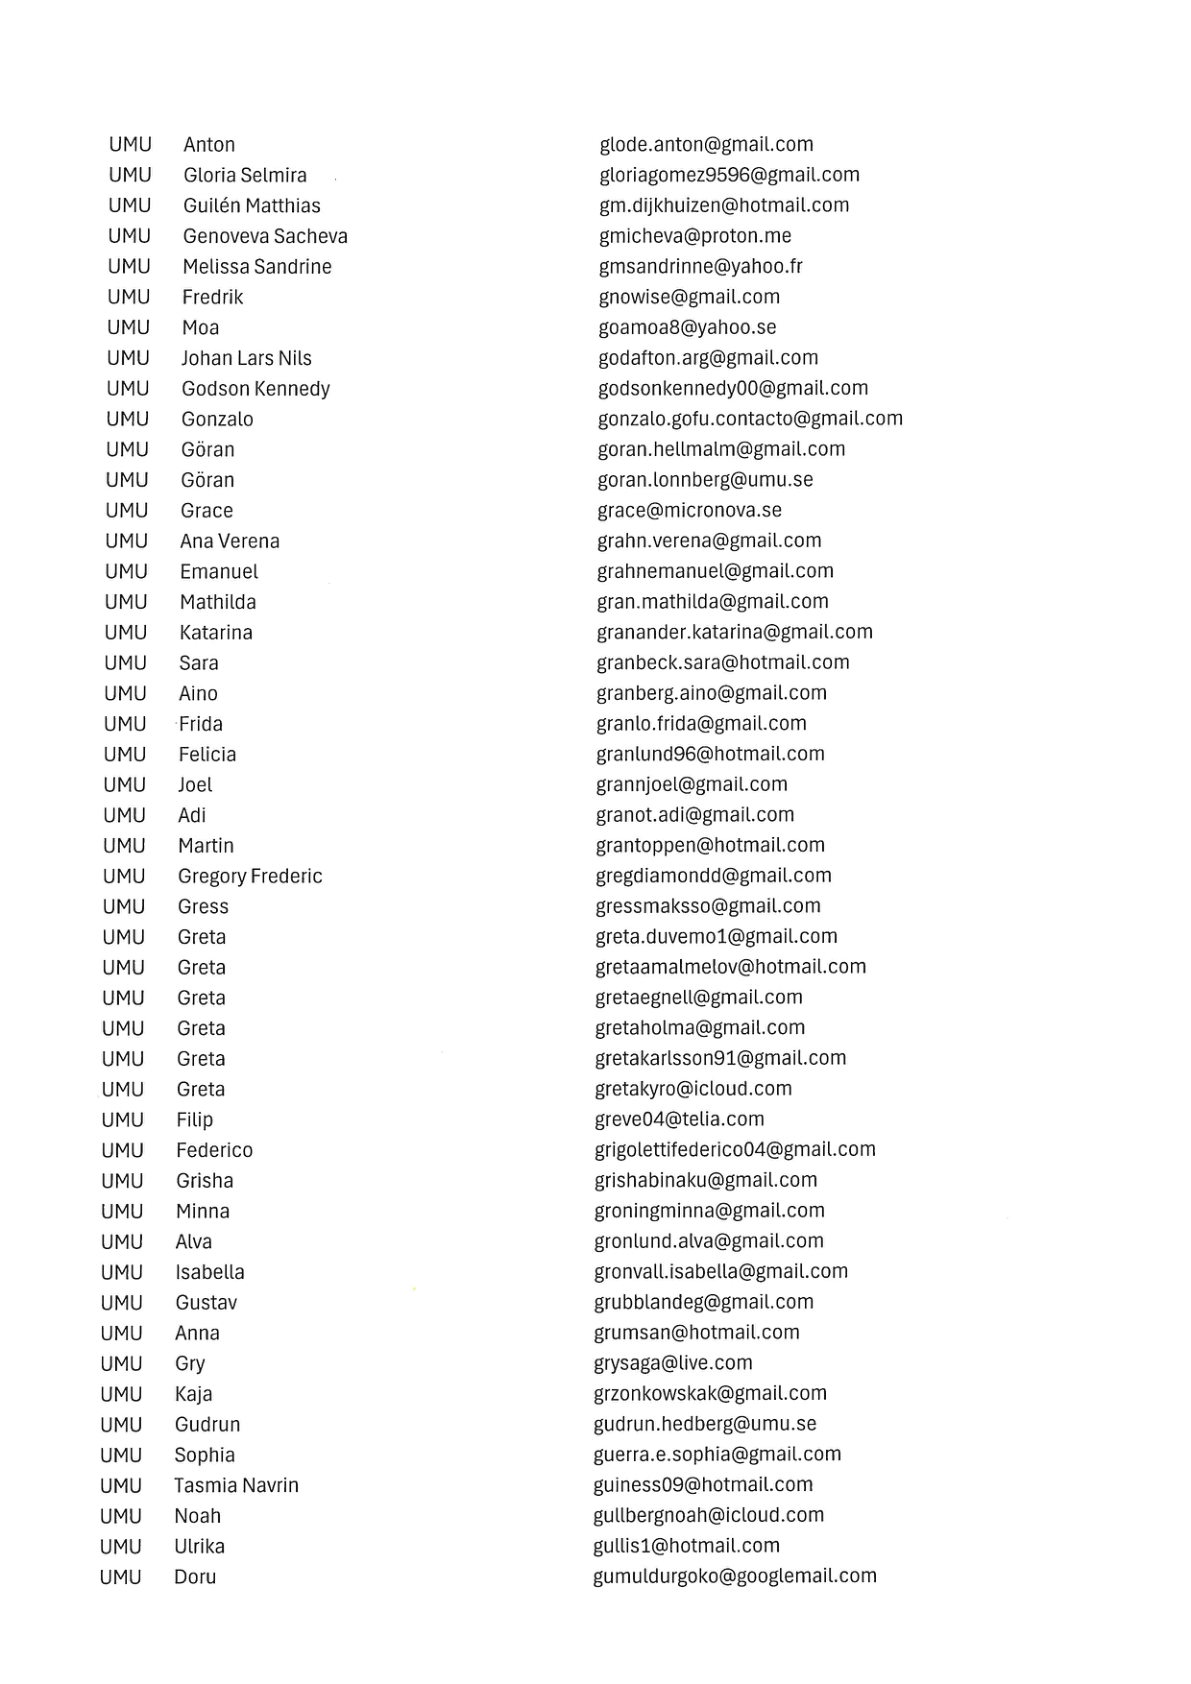 UMU Anton glode.anton@gmail.com
UMU Gloria Selmira gloriagomez9596@gmail.com
UMU Guilén Matthias gm.dijkhuizen@hotmail.com
UMU Genoveva Sacheva gmicheva@proton.me
UMU Melissa Sandrine gmsandrinne@yahoo.fr
UMU Fredrik gnowise@gmail.com
UMU Moa goamoa8@yahoo.se
UMU Johan Lars Nils godafton.arg@gmail.com
UMU Godson Kennedy godsonkennedy00@gmail.com
UMU Gonzalo gonzalo.gofu.contacto@gmail.com
UMU Göran goran.hellmalm@gmail.com
UMU Göran goran.lonnberg@umu.se
UMU Grace grace@micronova.se
UMU Ana Verena grahn.verena@gmail.com
UMU Emanuel grahnemanuel@gmail.com
UMU Mathilda gran.mathilda@gmail.com
UMU Katarina granander.katarina@gmail.com
UMU Sara granbeck.sara@hotmail.com
UMU Aino granberg.aino@gmail.com
UMU Frida granlo.frida@gmail.com
UMU Felicia granlund96@hotmail.com
UMU Joel grannjoel@gmail.com
UMU Adi granot.adi@gmail.com
UMU Martin grantoppen@hotmail.com
UMU Gregory Frederic gregdiamondd@gmail.com
UMU Gress gressmaksso@gmail.com
UMU Greta greta.duvemo1@gmail.com
UMU Greta gretaamalmelov@hotmail.com
UMU Greta gretaegnell@gmail.com
UMU Greta gretaholma@gmail.com
UMU Greta gretakarlsson91@gmail.com
UMU Greta gretakyro@icloud.com
UMU Filip greve04@telia.com
UMU Federico grigolettifederico04@gmail.com
UMU Grisha grishabinaku@gmail.com
UMU Minna groningminna@gmail.com
UMU Alva gronlund.alva@gmail.com
UMU Isabella gronvall.isabella@gmail.com
UMU Gustav grubblandeg@gmail.com
UMU Anna grumsan@hotmail.com
UMU Gry grysaga@live.com
UMU Kaja grzonkowskak@gmail.com
UMU Gudrun gudrun.hedberg@umu.se
UMU Sophia guerra.e.sophia@gmail.com
UMU Tasmia Navrin guiness09@hotmail.com
UMU Noah gullbergnoah@icloud.com
UMU Ulrika gullis1@hotmail.com
UMU Doru gumuldurgoko@googlemail.com